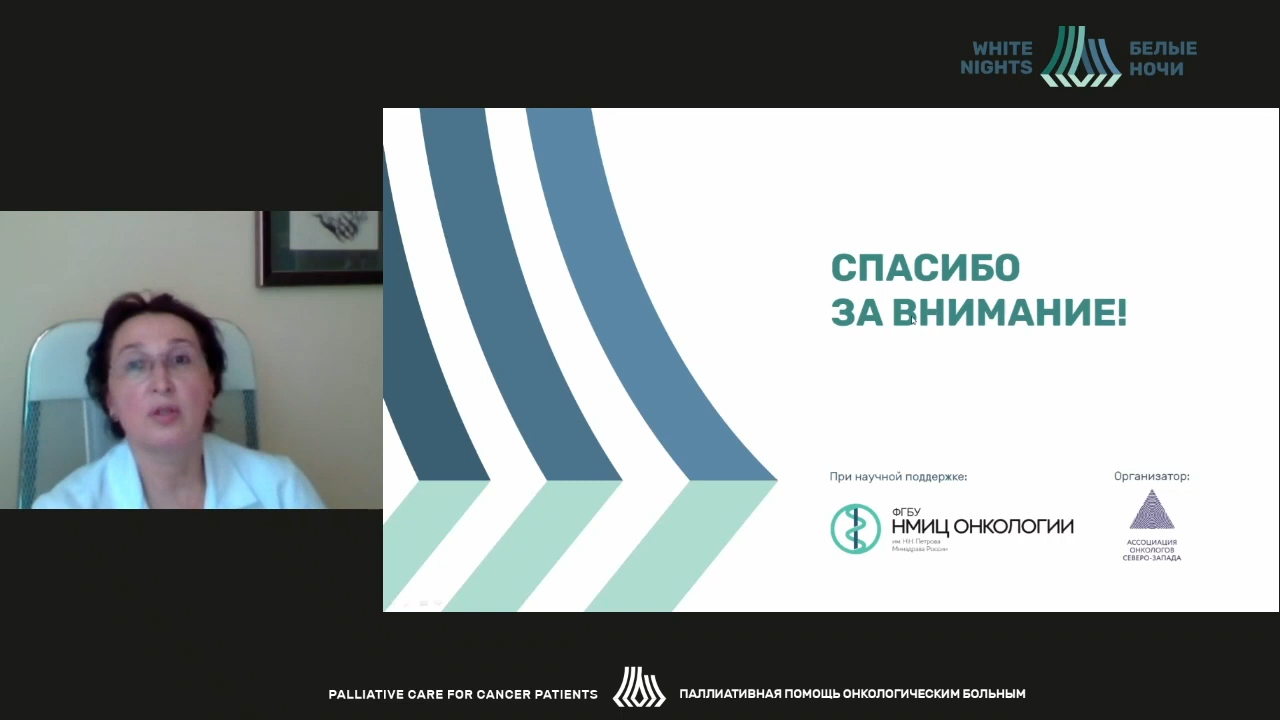 WHITE
NIGHTS
БЕЛЫЕ
НОЧИ
СПАСИБО
ЗА ВНИМАНИЕ!
При научной поддержке:
ФГБУ
НМИЦ ОНКОЛОГИИ
им. Н.Н. Петрова
Минздрава России
Организатор:
АССОЦИАЦИЯ
ОНКОЛОГОВ
СЕВЕРО-ЗАПАДА
PALLIATIVE CARE FOR CANCER PATIENTS
ПАЛЛИАТИВНАЯ ПОМОЩЬ ОНКОЛОГИЧЕСКИМ БОЛЬНЫМ